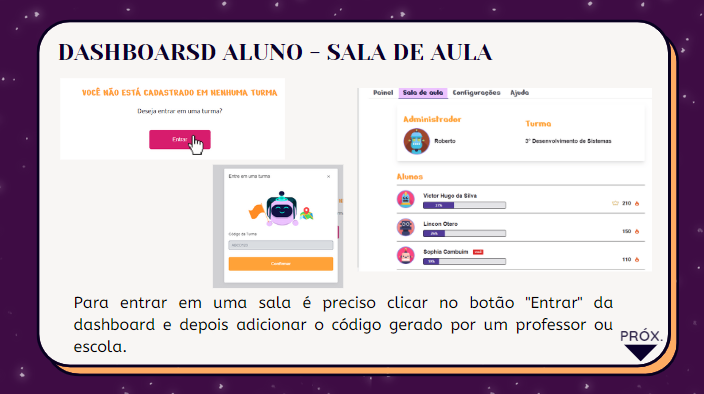 DASHBOARSD ALUNO - SALA DE AULA
VOCÊ NÃO ESTÁ CADASTRADO EM NENHUMA TURMA
Deseja entrar em uma turma?
Entrar
Entre em uma turma
×
Código da Turma
Confirmar
Painel Sala de aula Configurações Ajuda
Administrador
Roberto
Turma
3° Desenvolvimento de Sistemas
Alunos
Victor Hugo da Silva
210
Lincon Otero
150
Sophia Cambuim
110
Para entrar em uma sala é preciso clicar no botão "Entrar" da
dashboard e depois adicionar o código gerado por um professor ou
escola.
PRÓX.